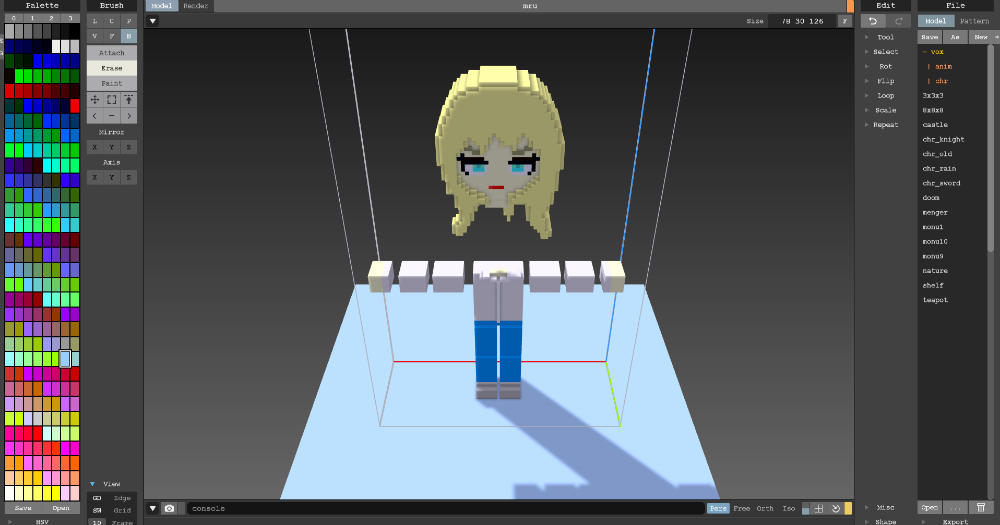 Palette
Brush
Model Render
mru
Edit
File
0 1 2 3
L C P
V F B
Size 78 30 126 F
Model Pattern
Attach
Erase
Paint
Save As New
Tool
Select
Rot
Flip
Loop
Scale
Repeat
- vox
| anim
| chr
3x3x3
8x8x8
castle
chr_knight
chr_old
chr_rain
chr_sword
doom
menger
monu1
monu10
monu9
nature
shelf
teapot
Mirror
X Y Z
Axis
X Y Z
View
Edge
SW Grid
10 Frame
Save Open
HSV
console
Pers Free Orth Iso
Misc
Shape
Open ...
Export